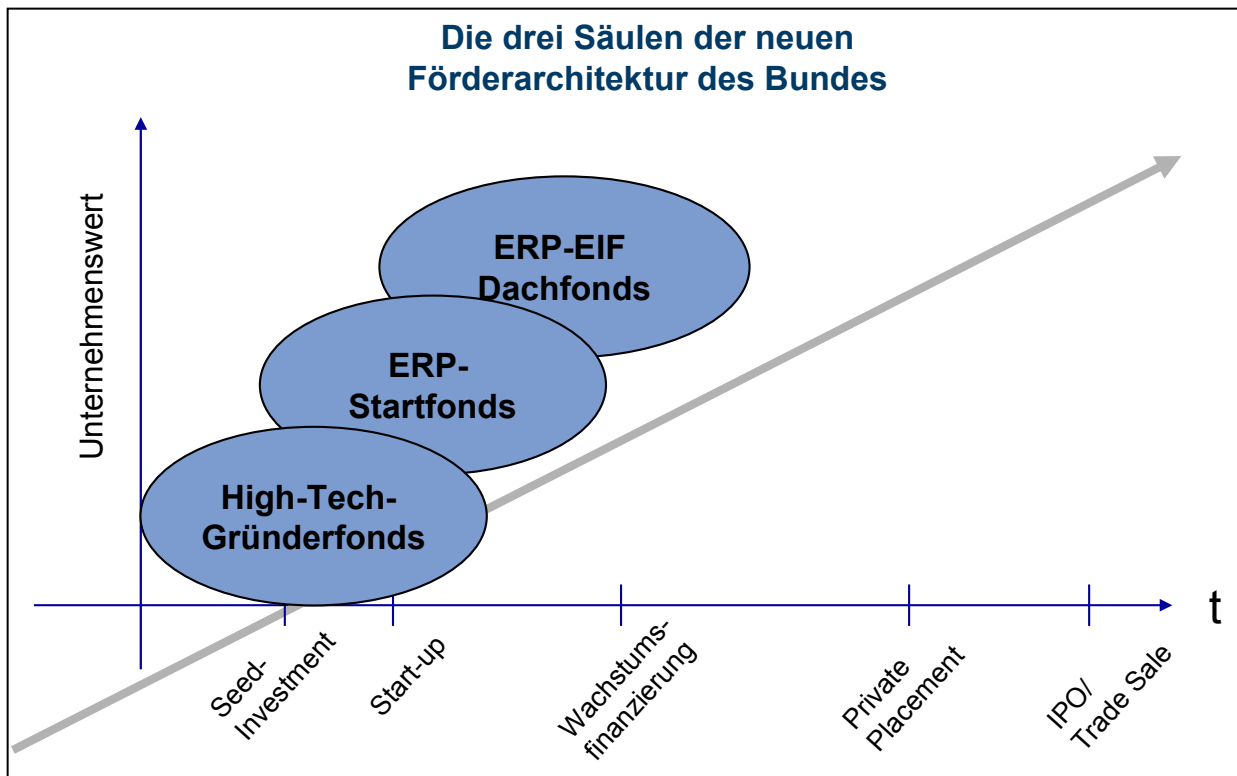 Die drei Säulen der neuen
Förderarchitektur des Bundes
Unternehmenswert
ERP-EIF
Dachfonds
ERP-
Startfonds
High-Tech-
Gründerfonds
t
Seed-
Investment
Start-up
Wachstums-
finanzierung
Private
Placement
IPO/
Trade Sale